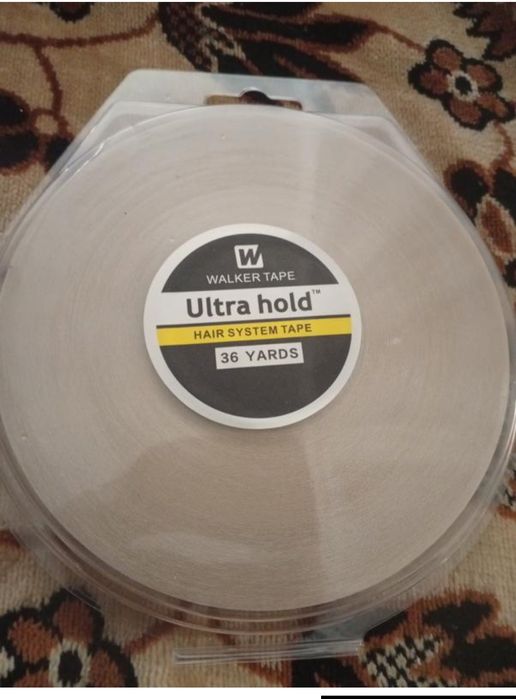 W
WALKER TAPE
Ultra hold™
HAIR SYSTEM TAPE
36 YARDS